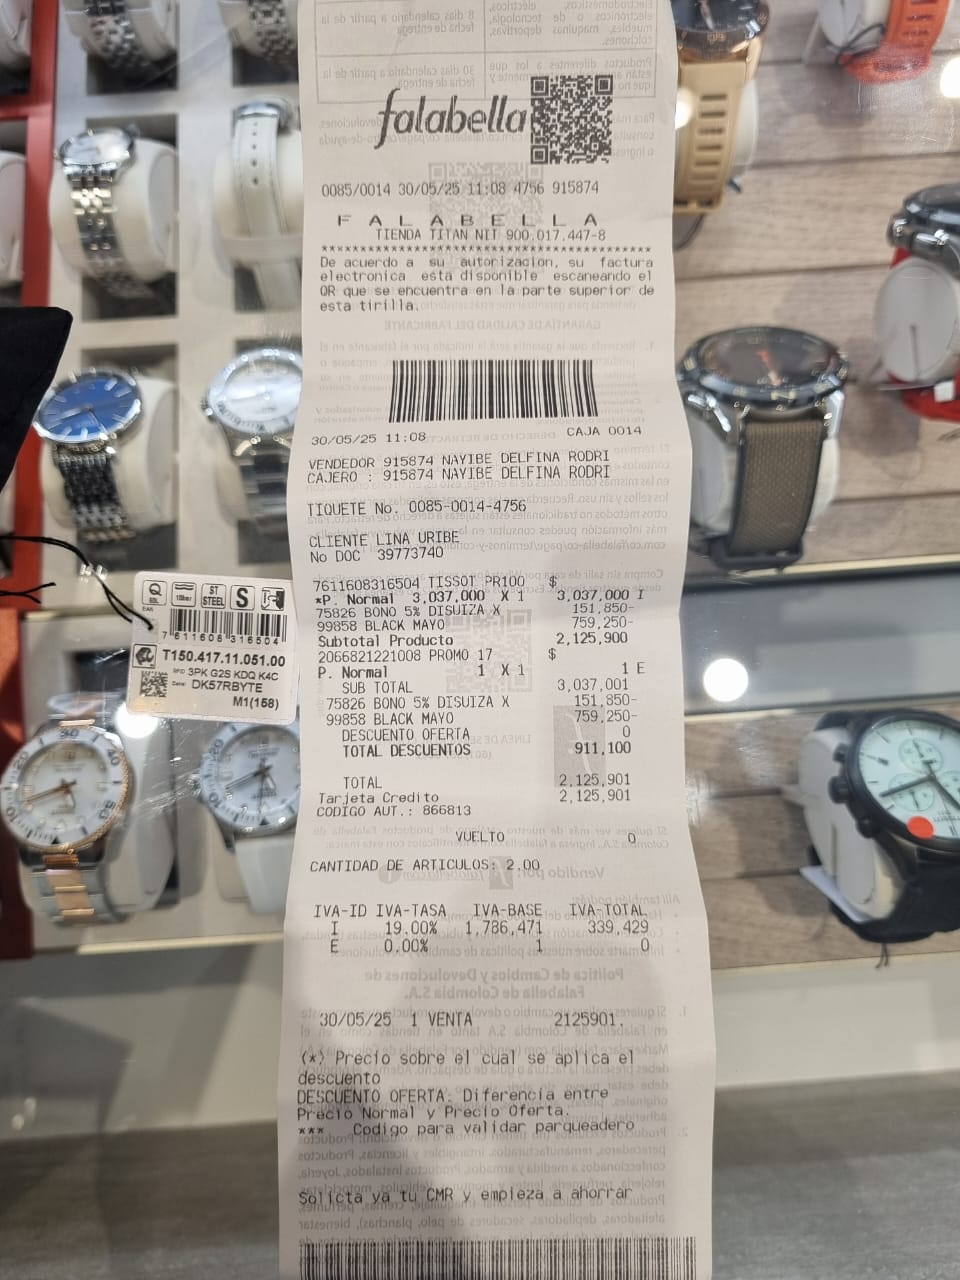 falabella
0085/0014 30/05/25 11:08 4756 915874
F A L A B E L L A
TIENDA TITAN NIT 900,017,447-8
****************************************************
De acuerdo a su autorizacion, su factura
electronica esta disponible escaneando el
QR que se encuentra en la parte superior de
esta tirilla.
30/05/25 11:08 CAJA 0014
VENDEDOR 915874 NAYIBE DELFINA RODRI
CAJERO : 915874 NAYIBE DELFINA RODRI
TIQUETE No. 0085-0014-4756
CLIENTE LINA URIBE
No DOC 39773740
7611608316504 TISSOT PR100 $
*P. Normal 3,037,000 X 1 3,037,000 I
75826 BONO 5% DISUIZA X 151,850-
99858 BLACK MAYO 759,250-
Subtotal Producto 2,125,900
2066821221008 PROMO 17 $
P. Normal 1 X 1 1 E
SUB TOTAL 3,037,001
75826 BONO 5% DISUIZA X 151,850-
99858 BLACK MAYO 759,250-
DESCUENTO OFERTA 0
TOTAL DESCUENTOS 911,100
TOTAL 2,125,901
Tarjeta Credito 2,125,901
CODIGO AUT.: 866813
VUELTO 0
CANTIDAD DE ARTICULOS: 2,00
IVA-ID IVA-TASA IVA-BASE IVA-TOTAL
I 19.00% 1,786,471 339,429
E 0.00% 1 0
30/05/25 1 VENTA 2125901.
(*) Precio sobre el cual se aplica el
descuento
DESCUENTO OFERTA: Diferencia entre
Precio Normal y Precio Oferta.
*** Codigo para validar parqueadero
Solicta ya tu CMR y empieza a ahorrar
ST
STEEL
S
EAN
7 611608 316504
T150.417.11.051.00
3PK G2S KDQ K4C
DK57RBYTE
M1(158)